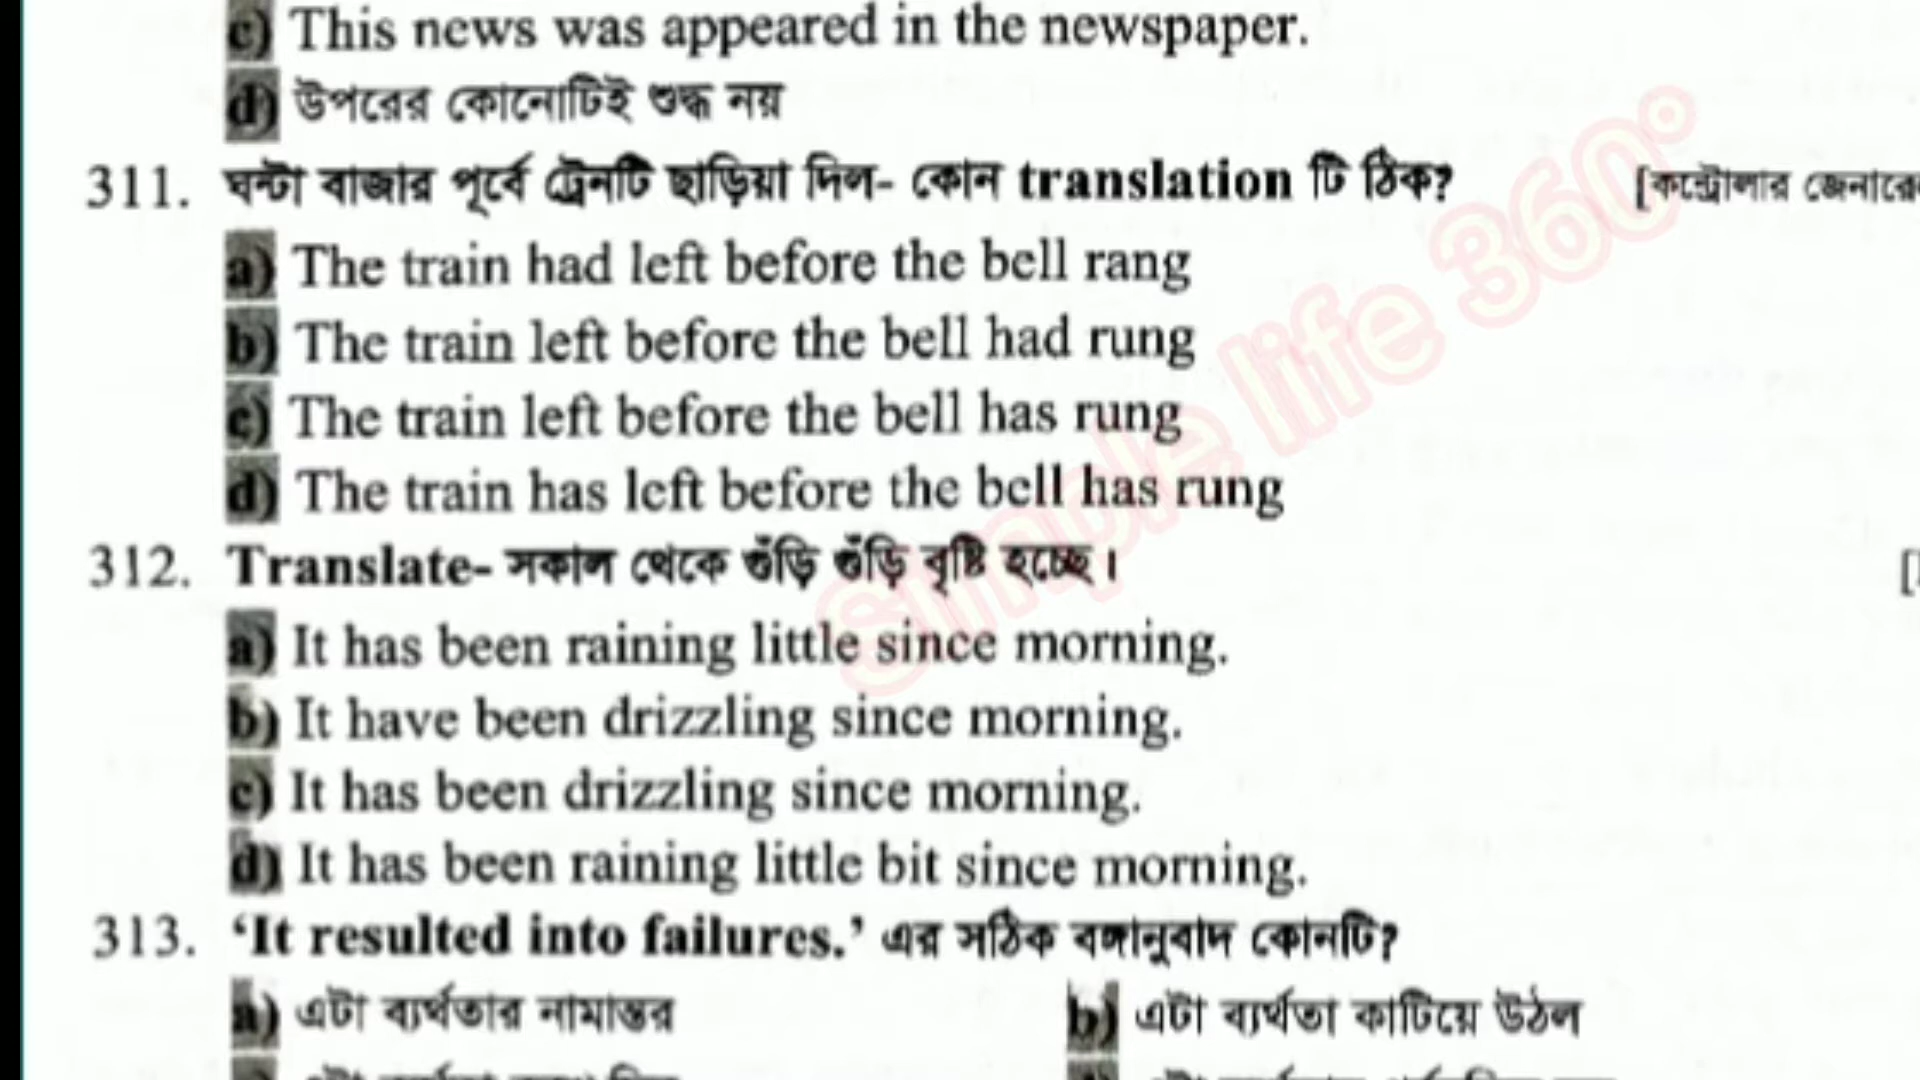 c) This news was appeared in the newspaper.
d) উপরের কোনোটিই শুদ্ধ নয়
311. ঘন্টা বাজার পূর্বে ট্রেনটি ছাড়িয়া দিল- কোন translation টি ঠিক? [কন্ট্রোলার
a) The train had left before the bell rang
b) The train left before the bell had rung
c) The train left before the bell has rung
d) The train has left before the bell has rung
312. Translate- সকাল থেকে গুঁড়ি গুঁড়ি বৃষ্টি হচ্ছে। [
a) It has been raining little since morning.
b) It have been drizzling since morning.
c) It has been drizzling since morning.
d) It has been raining little bit since morning.
313. ‘It resulted into failures.’ এর সঠিক বঙ্গানুবাদ কোনটি?
a) এটা ব্যর্থতার নামান্তর b) এটা ব্যর্থতা কাটিয়ে উঠল
Simple life 360°